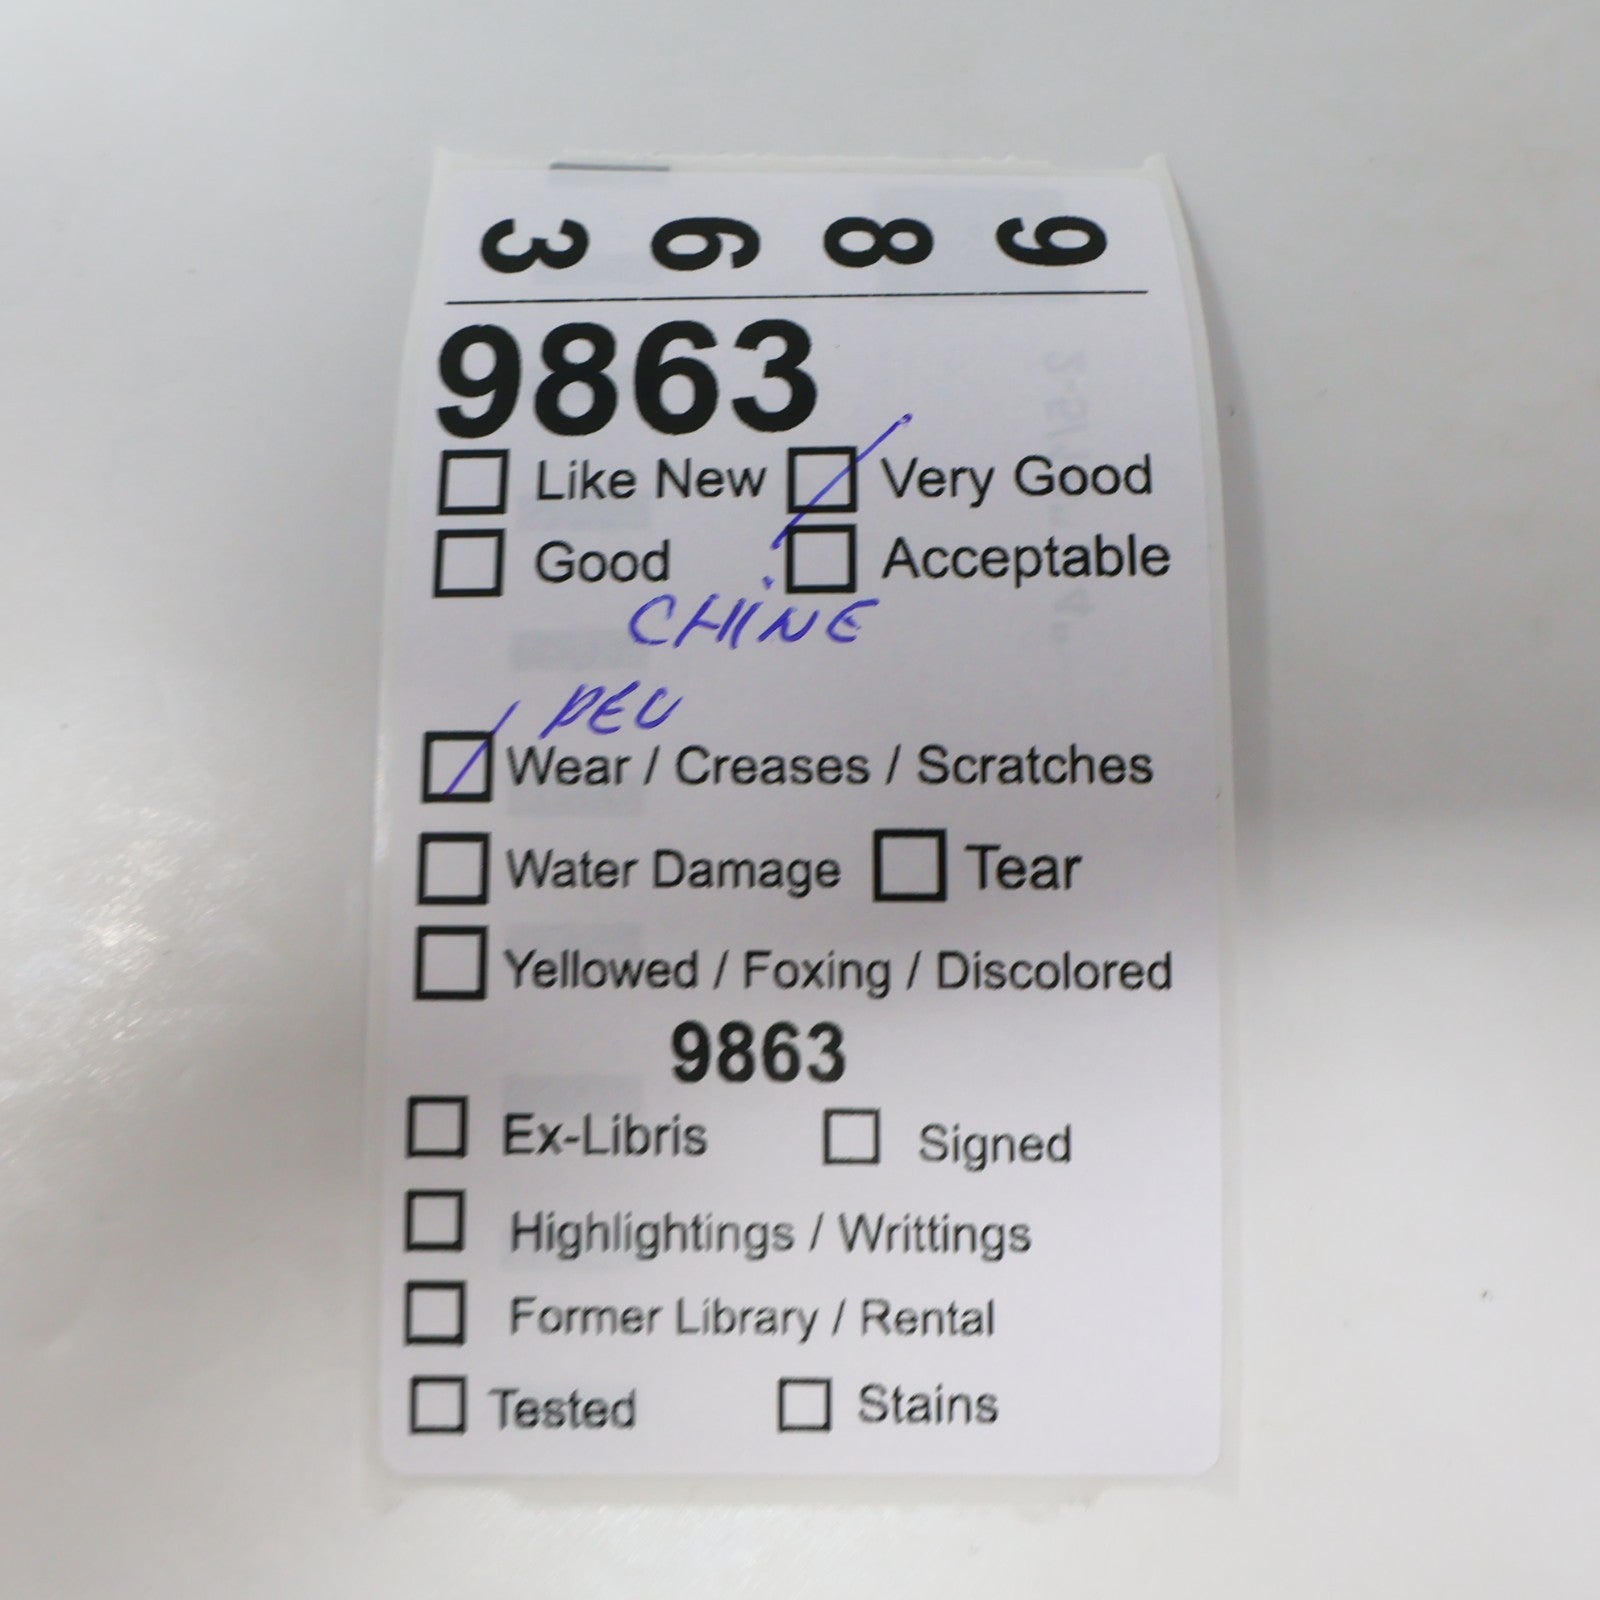 9 8 6 3
9863
☐ Like New ☑ Very Good
☐ Good ☐ Acceptable
CHINE
PEU
☑ Wear / Creases / Scratches
☐ Water Damage ☐ Tear
☐ Yellowed / Foxing / Discolored
9863
☐ Ex-Libris ☐ Signed
☐ Highlightings / Writtings
☐ Former Library / Rental
☐ Tested ☐ Stains